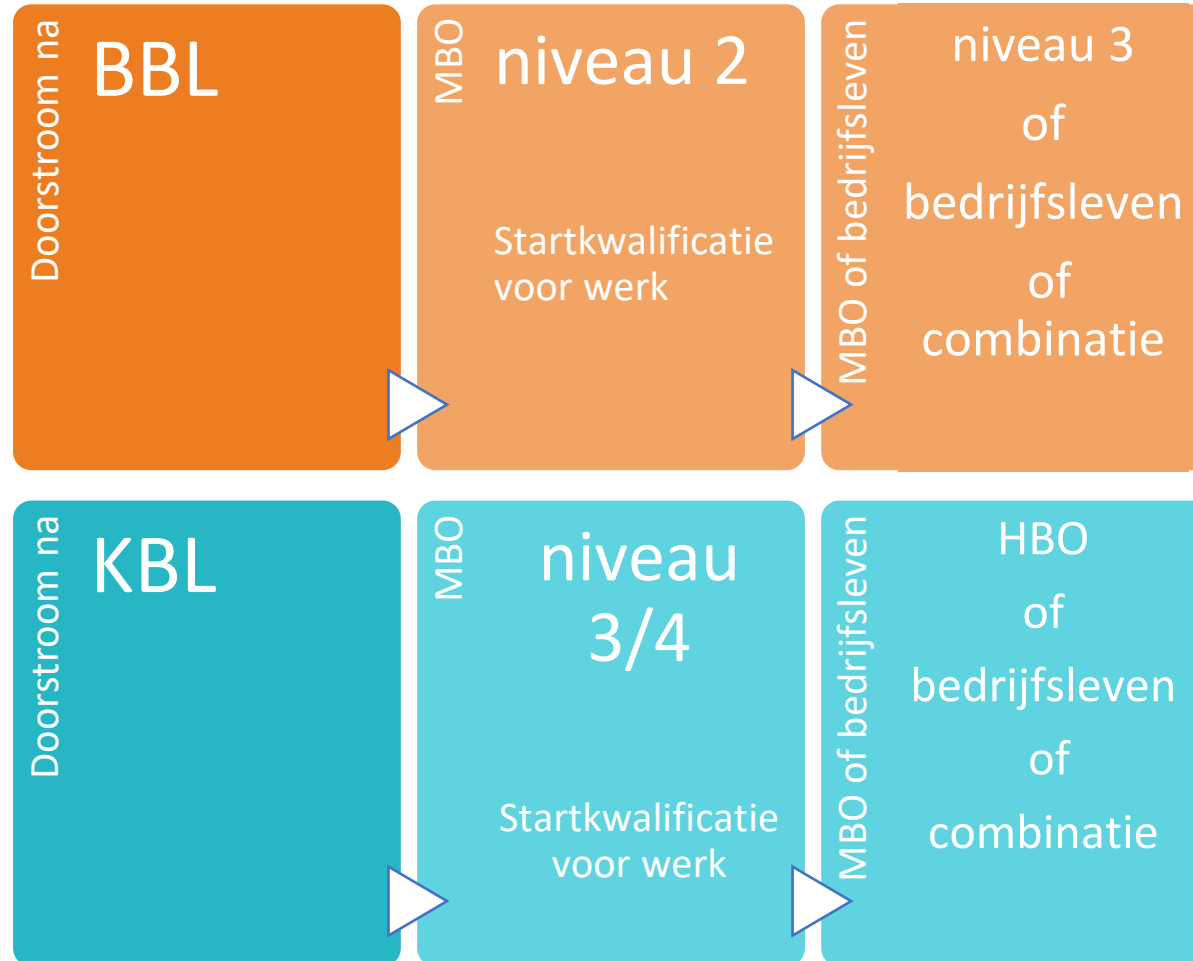 Doorstroom na
BBL
MBO
niveau 2
Startkwalificatie
voor werk
MBO of bedrijfsleven
niveau 3
of
bedrijfsleven
of
combinatie
Doorstroom na
KBL
MBO
niveau
3/4
Startkwalificatie
voor werk
MBO of bedrijfsleven
HBO
of
bedrijfsleven
of
combinatie